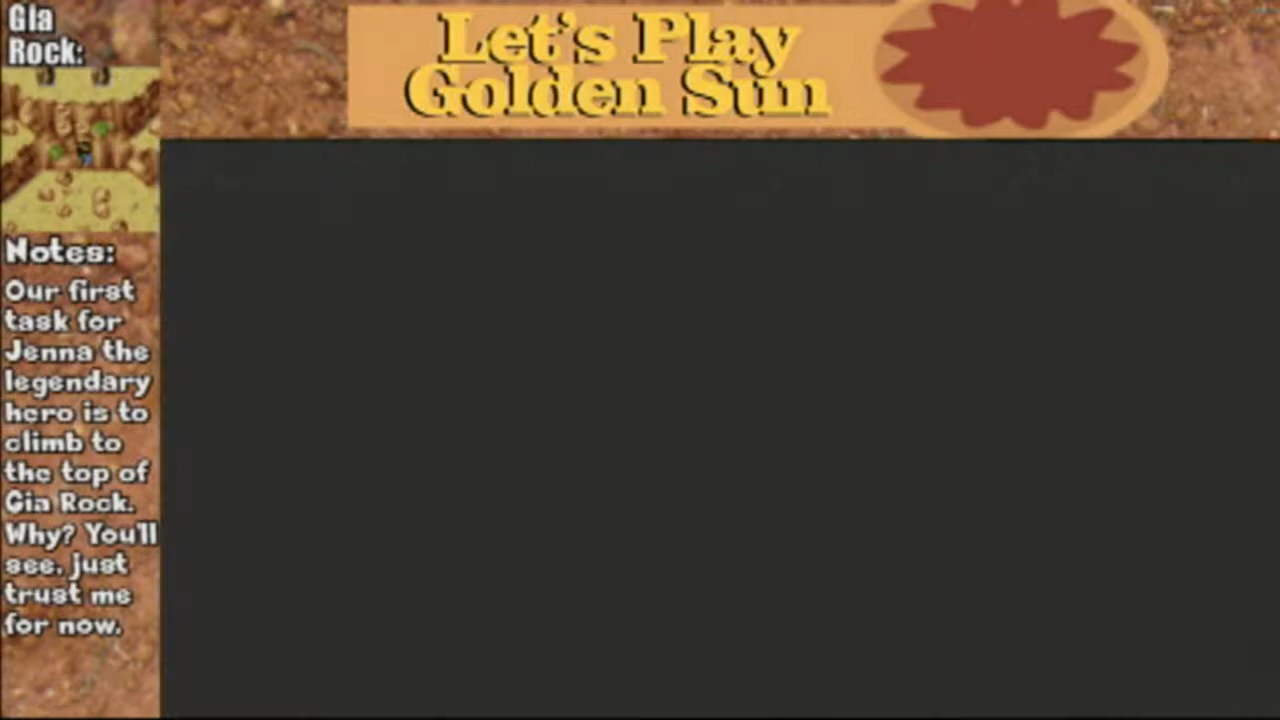 Gia
Rock:
Let's Play
Golden Sun
Notes:
Our first
task for
Jenna the
legendary
hero is to
climb to
the top of
Gia Rock.
Why? You'll
see, just
trust me
for now.